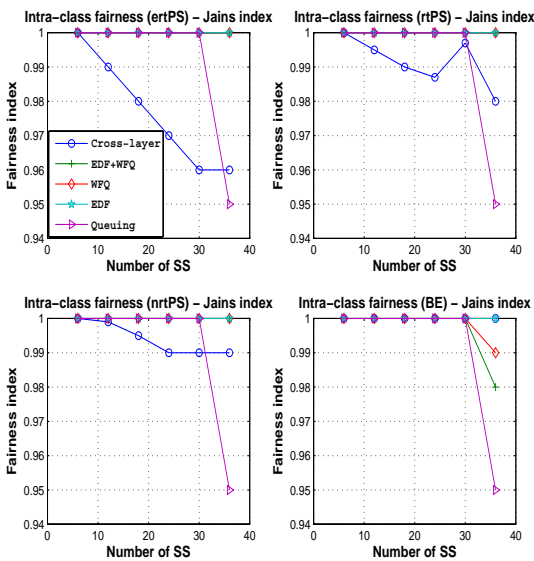 Intra-class fairness (ertPS) – Jains index
1
0.99
0.98
0.97
0.96
0.95
0.94
Fairness index
0 10 20 30 40
Number of SS
Cross-layer
EDF+WFQ
WFQ
EDF
Queuing
Intra-class fairness (rtPS) – Jains index
1
0.99
0.98
0.97
0.96
0.95
0.94
Fairness index
0 10 20 30 40
Number of SS
Intra-class fairness (nrtPS) – Jains index
1
0.99
0.98
0.97
0.96
0.95
0.94
Fairness index
0 10 20 30 40
Number of SS
Intra-class fairness (BE) – Jains index
1
0.99
0.98
0.97
0.96
0.95
0.94
Fairness index
0 10 20 30 40
Number of SS